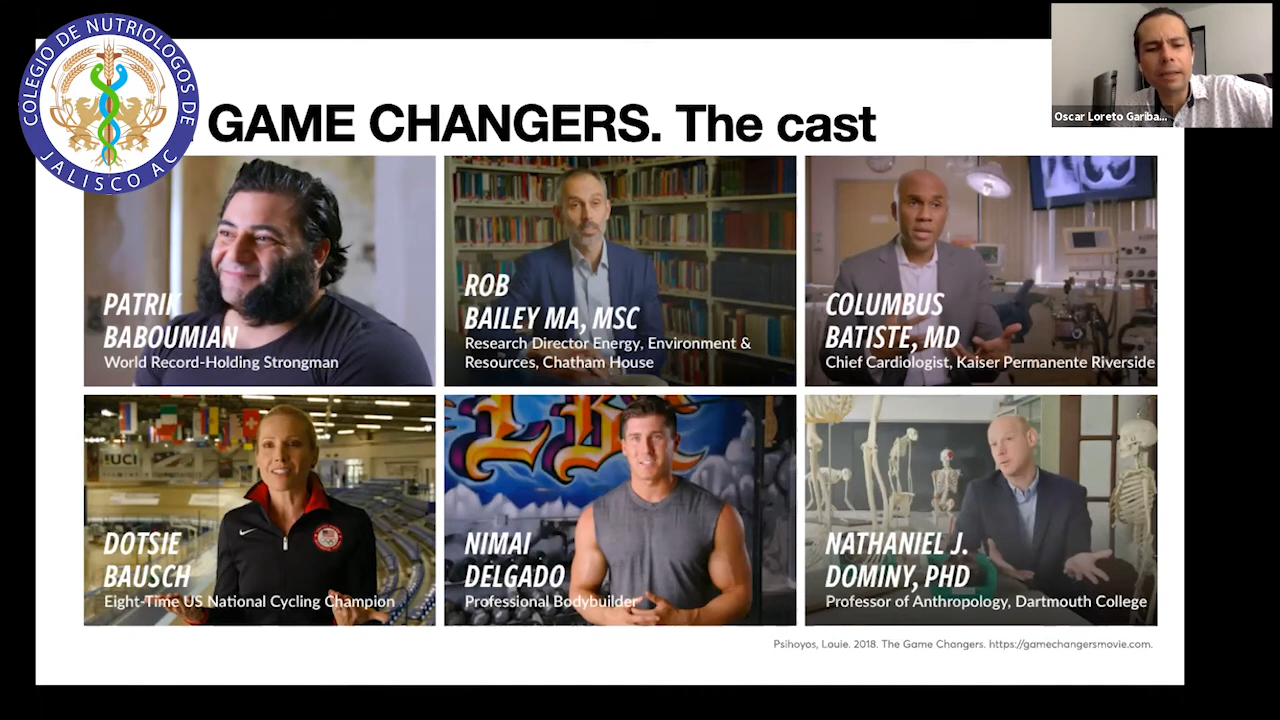 COLEGIO DE NUTRIOLOGOS DE
JALISCO AC
GAME CHANGERS. The cast
Oscar Loreto Gariba...
PATRIK
BABOUMIAN
World Record-Holding Strongman
ROB
BAILEY MA, MSC
Research Director Energy, Environment &
Resources, Chatham House
COLUMBUS
BATISTE, MD
Chief Cardiologist, Kaiser Permanente Riverside
UCI
DOTSIE
BAUSCH
Eight-Time US National Cycling Champion
NIMAI
DELGADO
Professional Bodybuilder
NATHANIEL J.
DOMINY, PHD
Professor of Anthropology, Dartmouth College
Psihoyos, Louie. 2018. The Game Changers. https://gamechangersmovie.com.